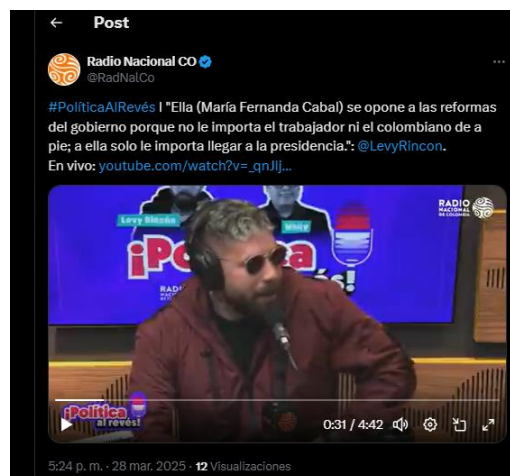 Post
Radio Nacional CO
@RadNalCo
#PolíticaAlRevés I "Ella (María Fernanda Cabal) se opone a las reformas
del gobierno porque no le importa el trabajador ni el colombiano de a
pie; a ella solo le importa llegar a la presidencia.": @LevyRincon.
En vivo: youtube.com/watch?v=_qnJlj...
RADIO
NACIONAL
DE COLOMBIA
Levy Rincón
Wally
¡Política
al revés!
0:31 / 4:42
5:24 p. m. · 28 mar. 2025 · 12 Visualizaciones